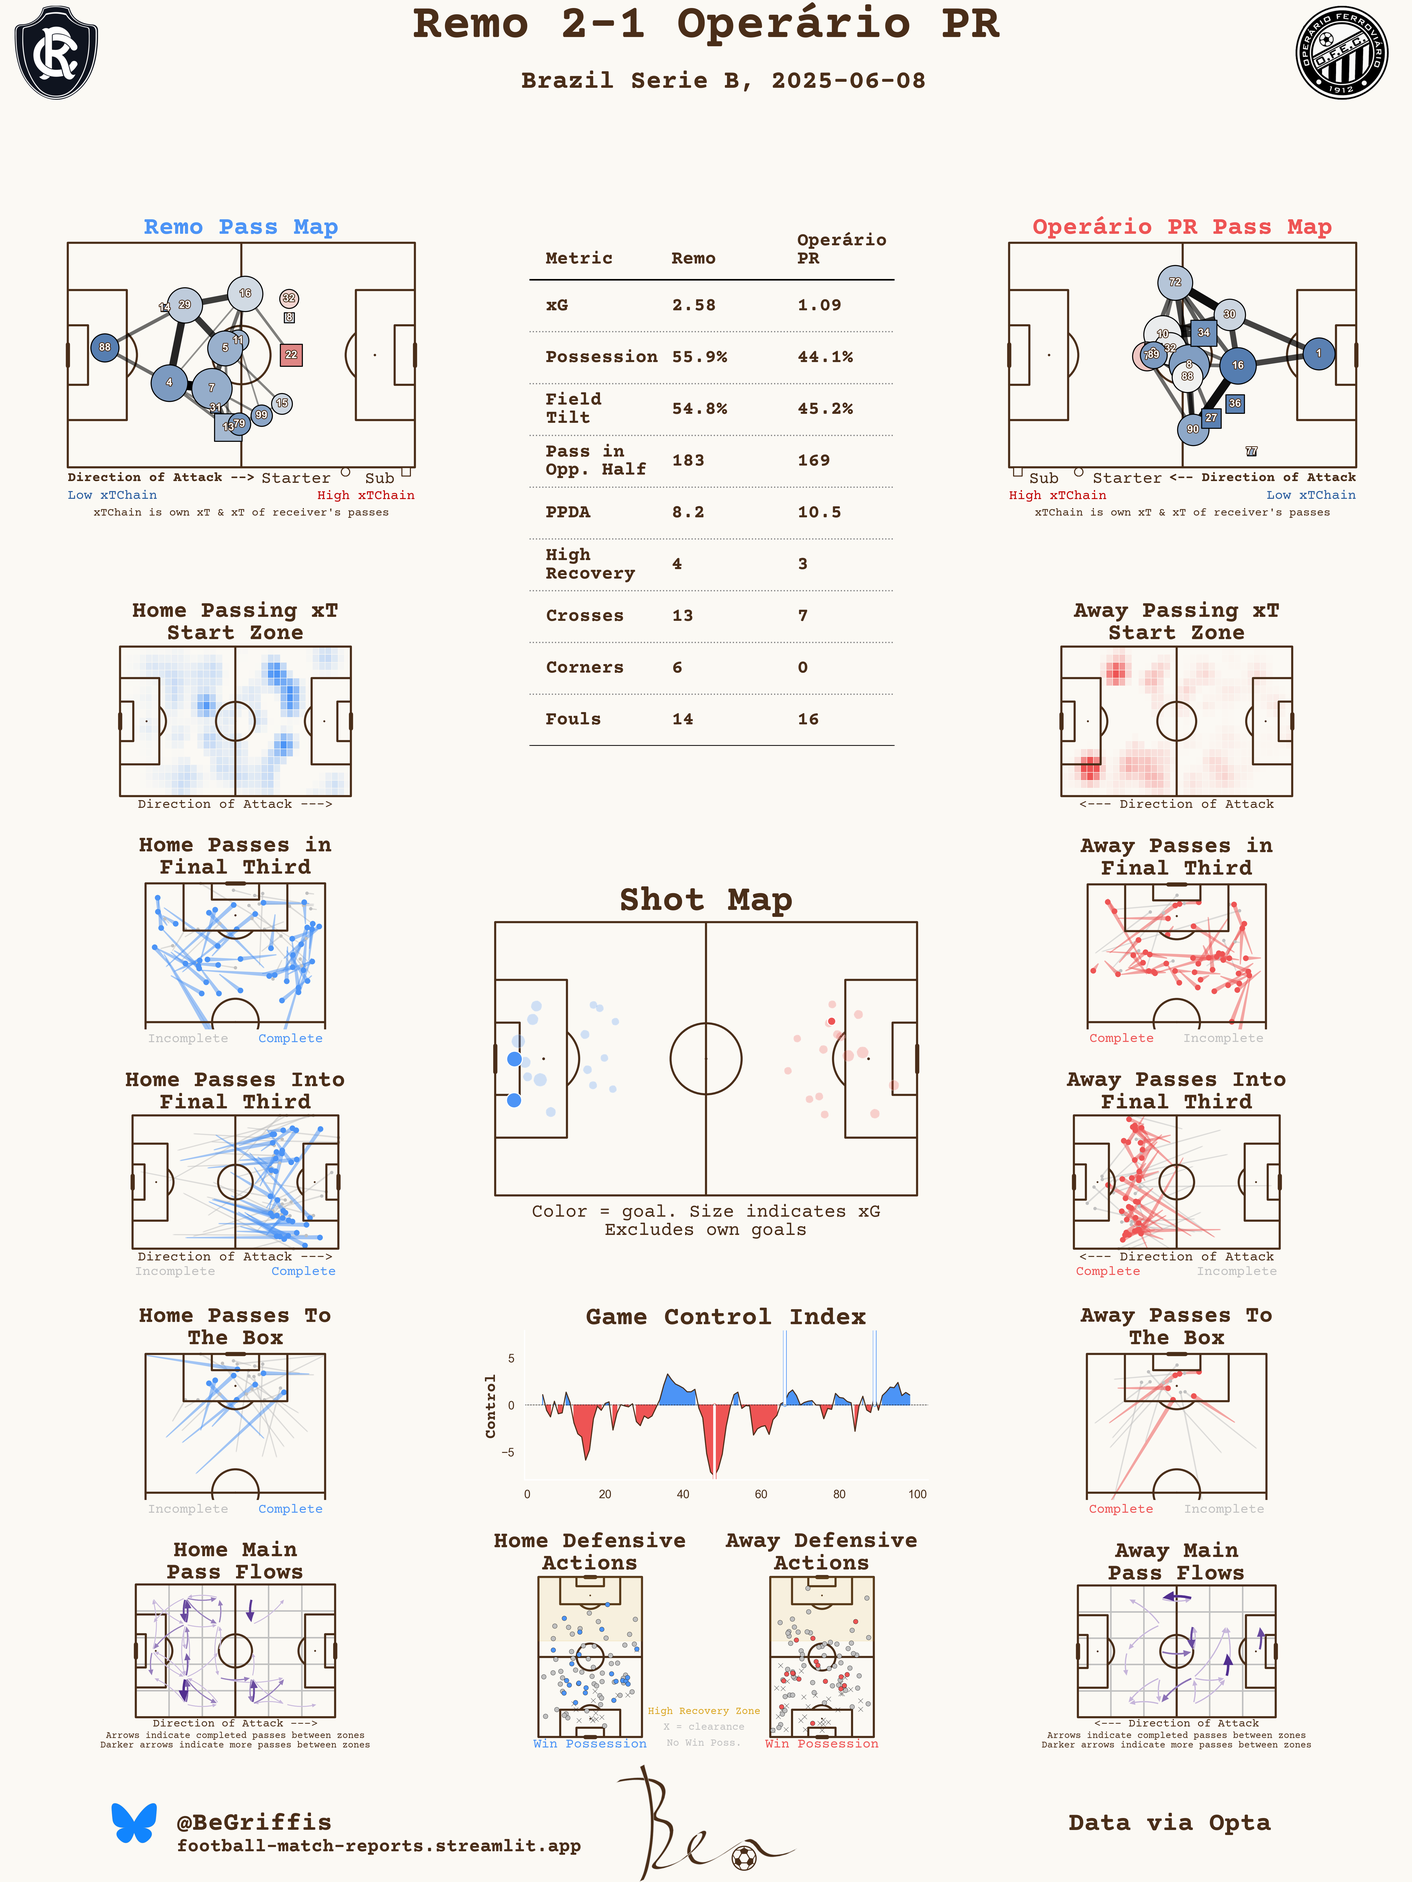 Remo 2-1 Operário PR
Brazil Serie B, 2025-06-08
OPERÁRIO FERROVIÁRIO
O.F.E.C.
1912
Remo Pass Map
88
14
29
16
32
8
11
5
22
4
7
31
13
79
99
15
Direction of Attack --> Starter Sub
Low xTChain High xTChain
xTChain is own xT & xT of receiver's passes
Metric Remo Operário PR
xG 2.58 1.09
Possession 55.9% 44.1%
Field Tilt 54.8% 45.2%
Pass in Opp. Half 183 169
PPDA 8.2 10.5
High Recovery 4 3
Crosses 13 7
Corners 6 0
Fouls 14 16
Operário PR Pass Map
72
30
10
34
32
89
8
88
16
1
36
27
90
77
Sub Starter <-- Direction of Attack
High xTChain Low xTChain
xTChain is own xT & xT of receiver's passes
Home Passing xT
Start Zone
Direction of Attack --->
Away Passing xT
Start Zone
<--- Direction of Attack
Home Passes in
Final Third
Incomplete Complete
Away Passes in
Final Third
Complete Incomplete
Shot Map
Color = goal. Size indicates xG
Excludes own goals
Home Passes Into
Final Third
Direction of Attack --->
Incomplete Complete
Away Passes Into
Final Third
<--- Direction of Attack
Complete Incomplete
Home Passes To
The Box
Incomplete Complete
Game Control Index
Control
5
0
−5
0 20 40 60 80 100
Away Passes To
The Box
Complete Incomplete
Home Main
Pass Flows
Direction of Attack --->
Arrows indicate completed passes between zones
Darker arrows indicate more passes between zones
Home Defensive
Actions
Win Possession
Away Defensive
Actions
Win Possession
High Recovery Zone
X = clearance
No Win Poss.
Away Main
Pass Flows
<--- Direction of Attack
Arrows indicate completed passes between zones
Darker arrows indicate more passes between zones
@BeGriffis
football-match-reports.streamlit.app
Ben
Data via Opta